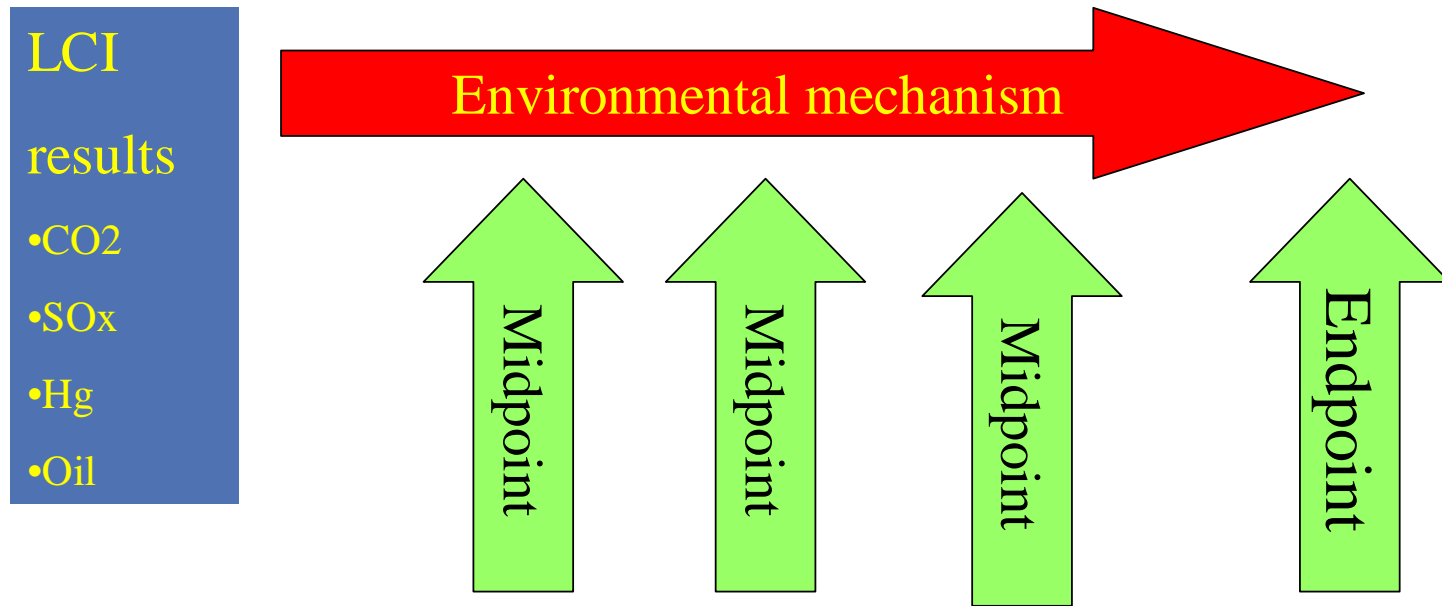 LCI
results
•CO2
•SOx
•Hg
•Oil
Environmental mechanism
Midpoint
Midpoint
Midpoint
Endpoint